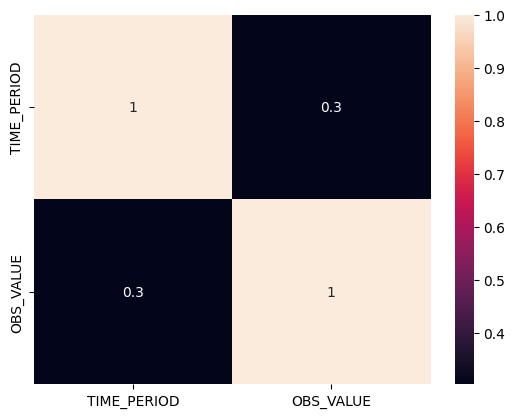 TIME_PERIOD
OBS_VALUE
1
0.3
0.3
1
TIME_PERIOD
OBS_VALUE
1.0
0.9
0.8
0.7
0.6
0.5
0.4